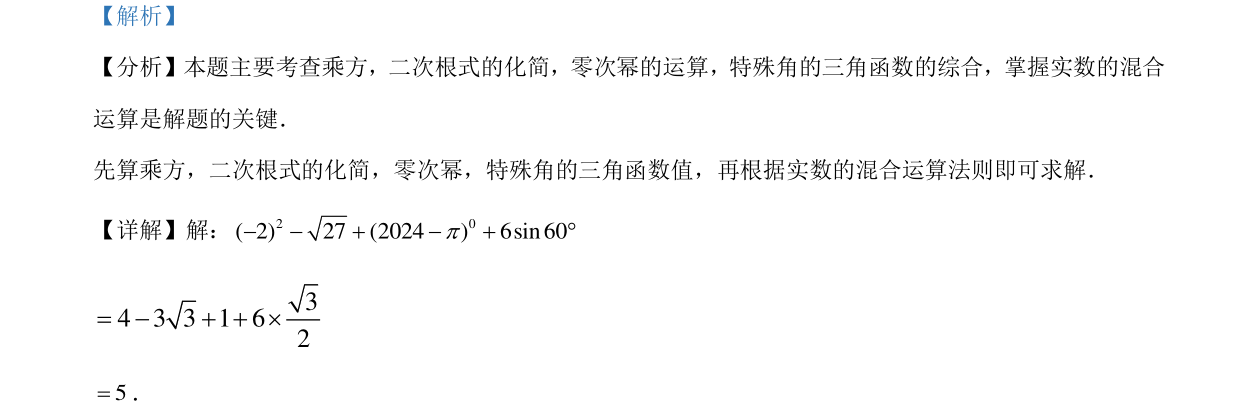 【解析】
【分析】本题主要考查乘方，二次根式的化简，零次幂的运算，特殊角的三角函数的综合，掌握实数的混合
运算是解题的关键．
先算乘方，二次根式的化简，零次幂，特殊角的三角函数值，再根据实数的混合运算法则即可求解．
【详解】解：(−2)² − √27 + (2024 − π)⁰ + 6sin60°
= 4 − 3√3 + 1 + 6 × √3/2
= 5．